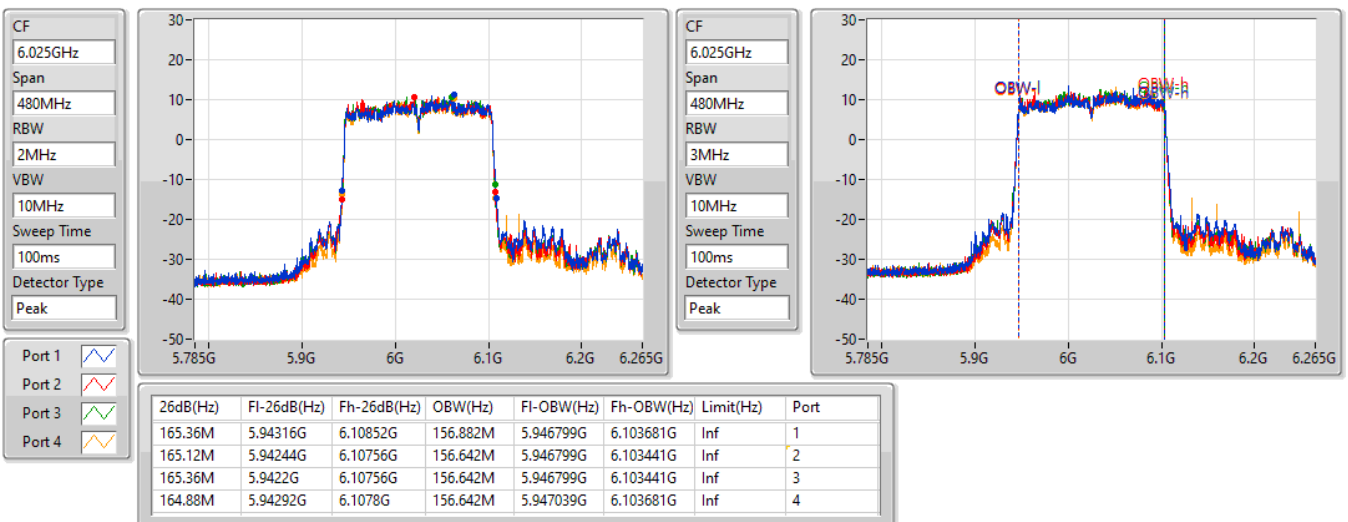 CF
6.025GHz
Span
480MHz
RBW
2MHz
VBW
10MHz
Sweep Time
100ms
Detector Type
Peak
30
20
10
0
-10
-20
-30
-40
-50
5.785G 5.9G 6G 6.1G 6.2G 6.265G
CF
6.025GHz
Span
480MHz
RBW
3MHz
VBW
10MHz
Sweep Time
100ms
Detector Type
Peak
30
20
10
0
-10
-20
-30
-40
-50
OBW-l OBW-h
5.785G 5.9G 6G 6.1G 6.2G 6.265G
Port 1
Port 2
Port 3
Port 4
26dB(Hz) Fl-26dB(Hz) Fh-26dB(Hz) OBW(Hz) Fl-OBW(Hz) Fh-OBW(Hz) Limit(Hz) Port
165.36M 5.94316G 6.10852G 156.882M 5.946799G 6.103681G Inf 1
165.12M 5.94244G 6.10756G 156.642M 5.946799G 6.103441G Inf 2
165.36M 5.9422G 6.10756G 156.642M 5.946799G 6.103441G Inf 3
164.88M 5.94292G 6.1078G 156.642M 5.947039G 6.103681G Inf 4